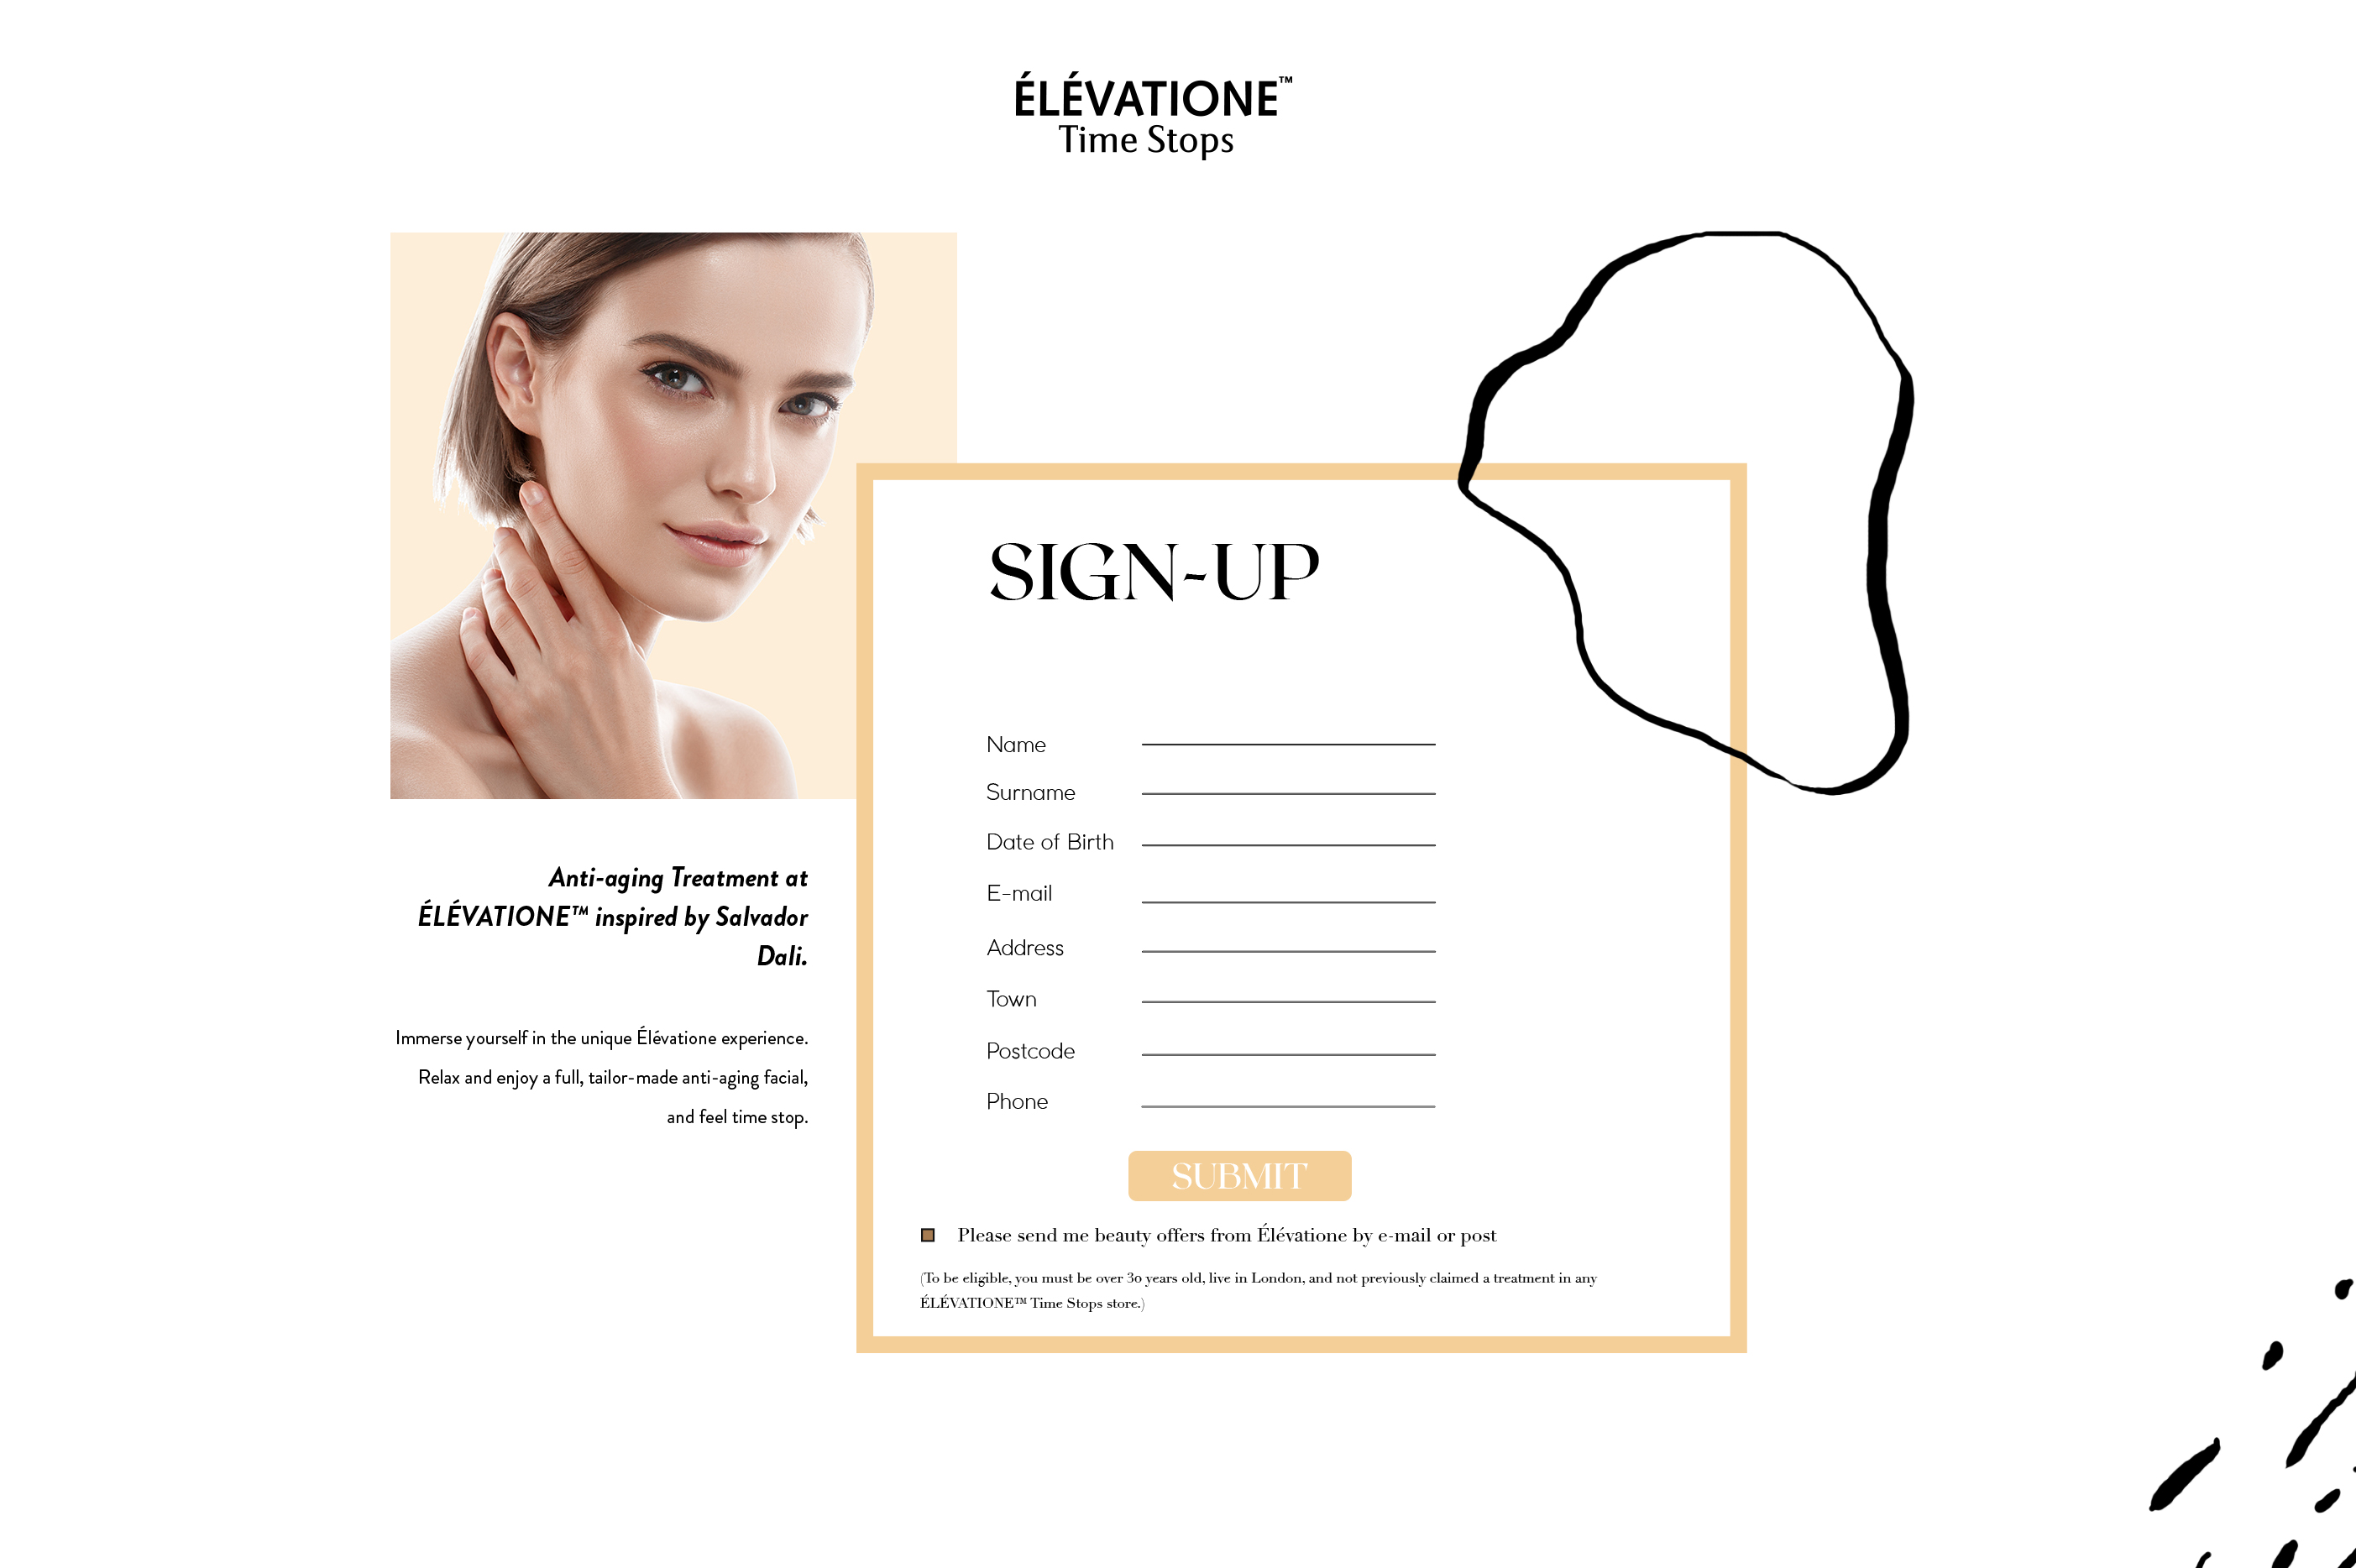 ÉLÉVATIONE™
Time Stops
Anti-aging Treatment at
ÉLÉVATIONE™ inspired by Salvador
Dali.
Immerse yourself in the unique Élévatione experience.
Relax and enjoy a full, tailor-made anti-aging facial,
and feel time stop.
SIGN-UP
Name
Surname
Date of Birth
E-mail
Address
Town
Postcode
Phone
SUBMIT
Please send me beauty offers from Élévatione by e-mail or post
(To be eligible, you must be over 30 years old, live in London, and not previously claimed a treatment in any
ÉLÉVATIONE™ Time Stops store.)